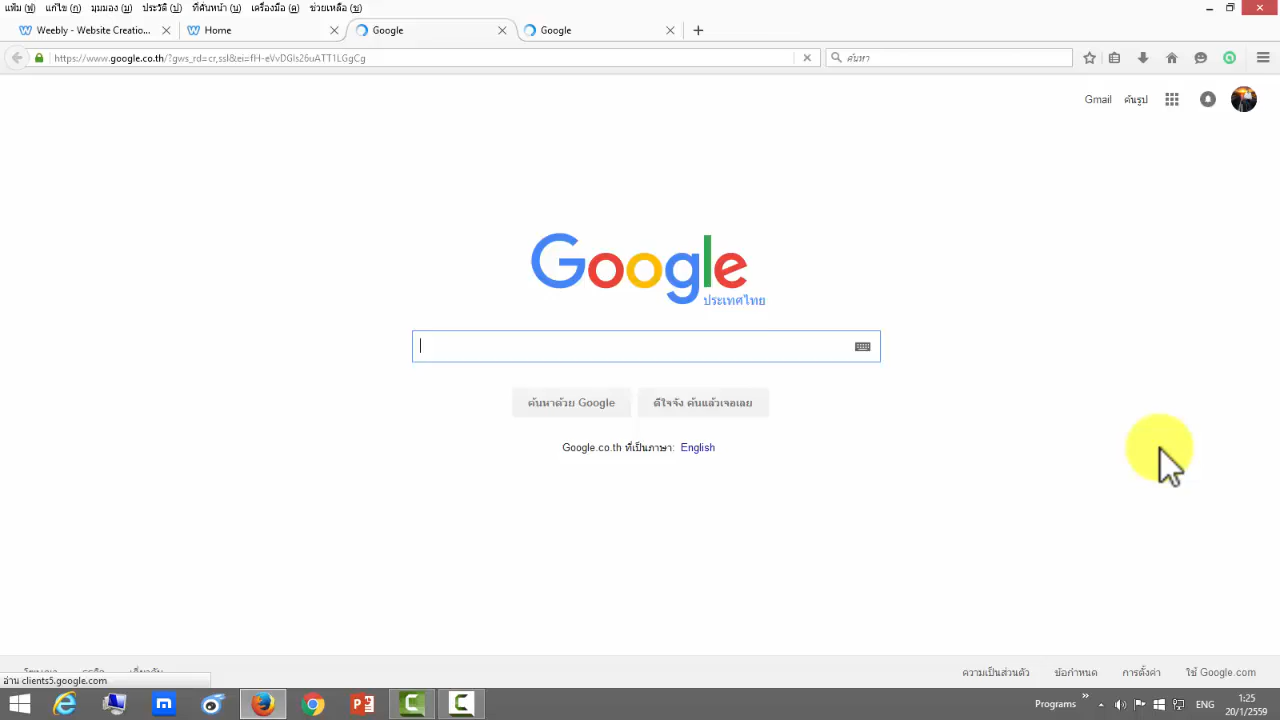 แฟ้ม (ฟ) แก้ไข (ก) มุมมอง (ม) ประวัติ (ป) ที่คั่นหน้า (น) เครื่องมือ (ค) ช่วยเหลือ (ช)
Weebly - Website Creatio... Home Google Google
https://www.google.co.th/?gws_rd=cr,ssl&ei=fH-eVvDGIs26uATT1LGgCg ค้นหา
Gmail ค้นรูป
Google
ประเทศไทย
ค้นหาด้วย Google ดีใจจัง ค้นแล้วเจอเลย
Google.co.th ที่เป็นภาษา: English
ความเป็นส่วนตัว ข้อกำหนด การตั้งค่า ใช้ Google.com
อ่าน clients5.google.com
Programs ENG 1:25
20/1/2559